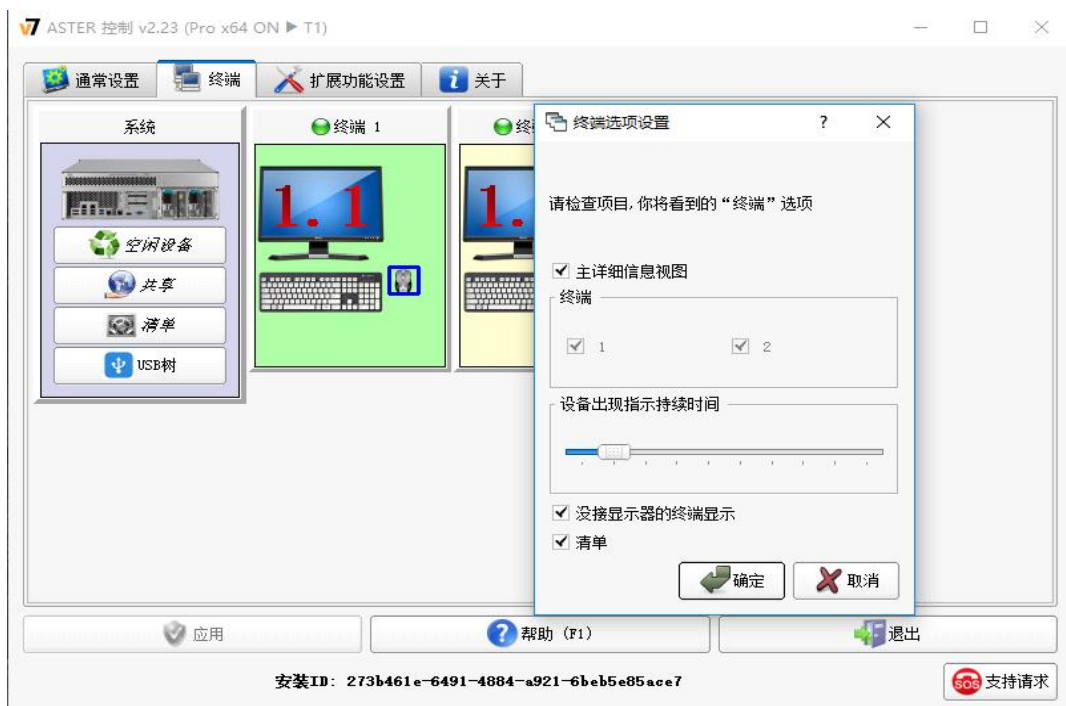 ASTER 控制 v2.23 (Pro x64 ON ▶ T1)
通常设置
终端
扩展功能设置
关于
系统
终端 1
终
空闲设备
共享
清单
USB树
1.1
1.
终端选项设置
?
请检查项目,你将看到的“终端”选项
主详细信息视图
终端
1
2
设备出现指示持续时间
没接显示器的终端显示
清单
确定
取消
应用
帮助 (F1)
退出
安装ID: 273b461e-6491-4884-a921-6beb5e85ace7
SOS 支持请求